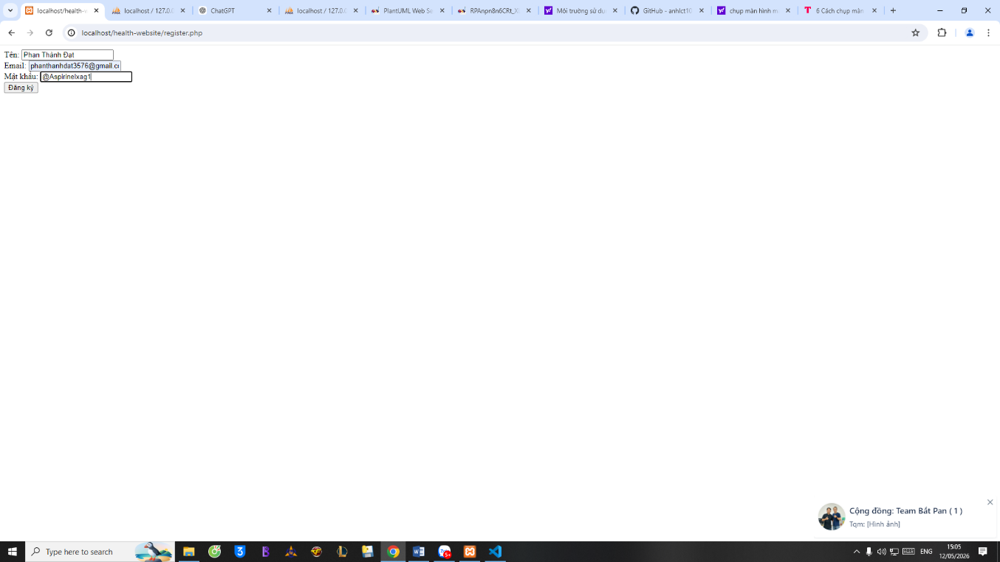 localhost/health-v
localhost / 127.0.0
ChatGPT
localhost / 127.0.0
PlantUML Web Se
RPAnpn8n6CRt_X
Môi trường sử dụ
GitHub - anhlct10
chụp màn hình m
6 Cách chụp màn
localhost/health-website/register.php
Tên: Phan Thành Đạt
Email: phanthanhdat3576@gmail.co
Mật khẩu: @Aspirinelxag1
Đăng ký
Cộng đồng: Team Bắt Pan ( 1 )
Tqm: [Hình ảnh]
Type here to search
ENG
15:05
12/05/2026